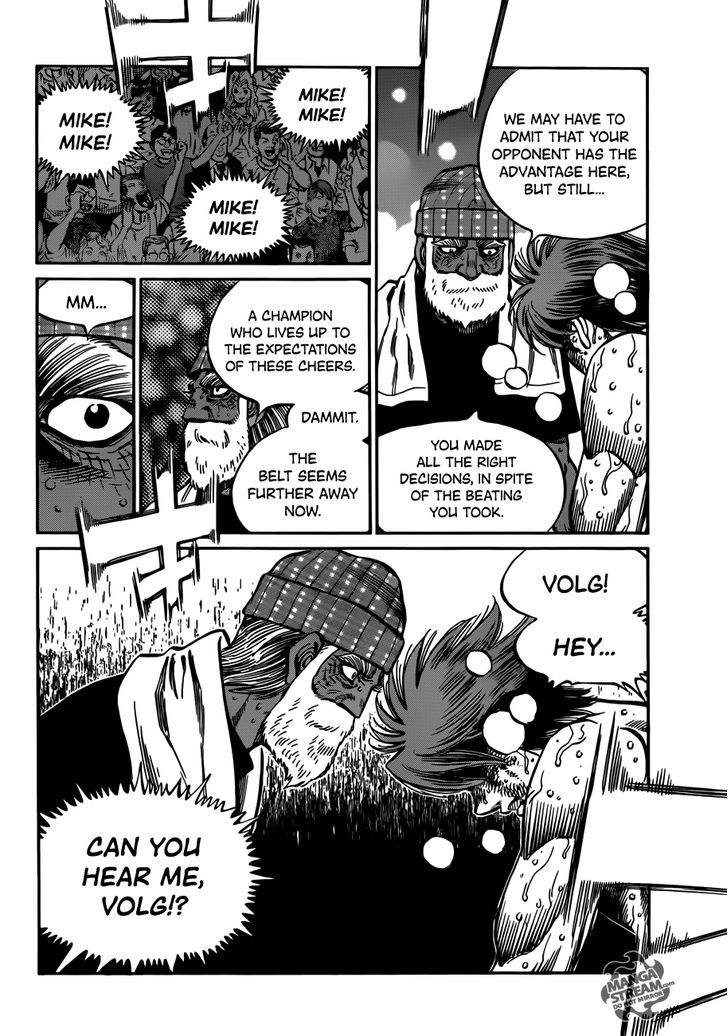 WE MAY HAVE TO
ADMIT THAT YOUR
OPPONENT HAS THE
ADVANTAGE HERE,
BUT STILL...
YOU MADE
ALL THE RIGHT
DECISIONS, IN SPITE
OF THE BEATING
YOU TOOK.
MIKE!
MIKE!
MIKE!
MIKE!
MIKE!
MIKE!
A CHAMPION
WHO LIVES UP TO
THE EXPECTATIONS
OF THESE CHEERS.
DAMMIT.
THE
BELT SEEMS
FURTHER AWAY
NOW.
MM...
VOLG!
HEY...
CAN YOU
HEAR ME,
VOLG!?
MANGA
STREAM.com
DO NOT MIRROR